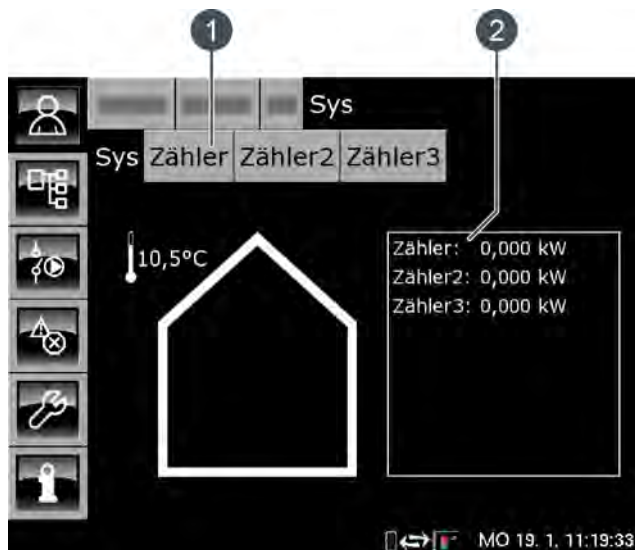 1 2
Sys
Sys Zähler Zähler2 Zähler3
10,5°C
Zähler: 0,000 kW
Zähler2: 0,000 kW
Zähler3: 0,000 kW
MO 19. 1. 11:19:33